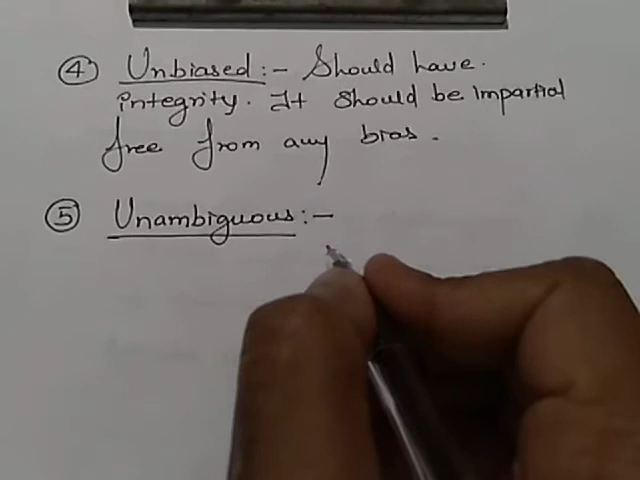 ④ Unbiased :- Should have.
integrity. It should be impartial
free from any bias.
⑤ Unambiguous :-